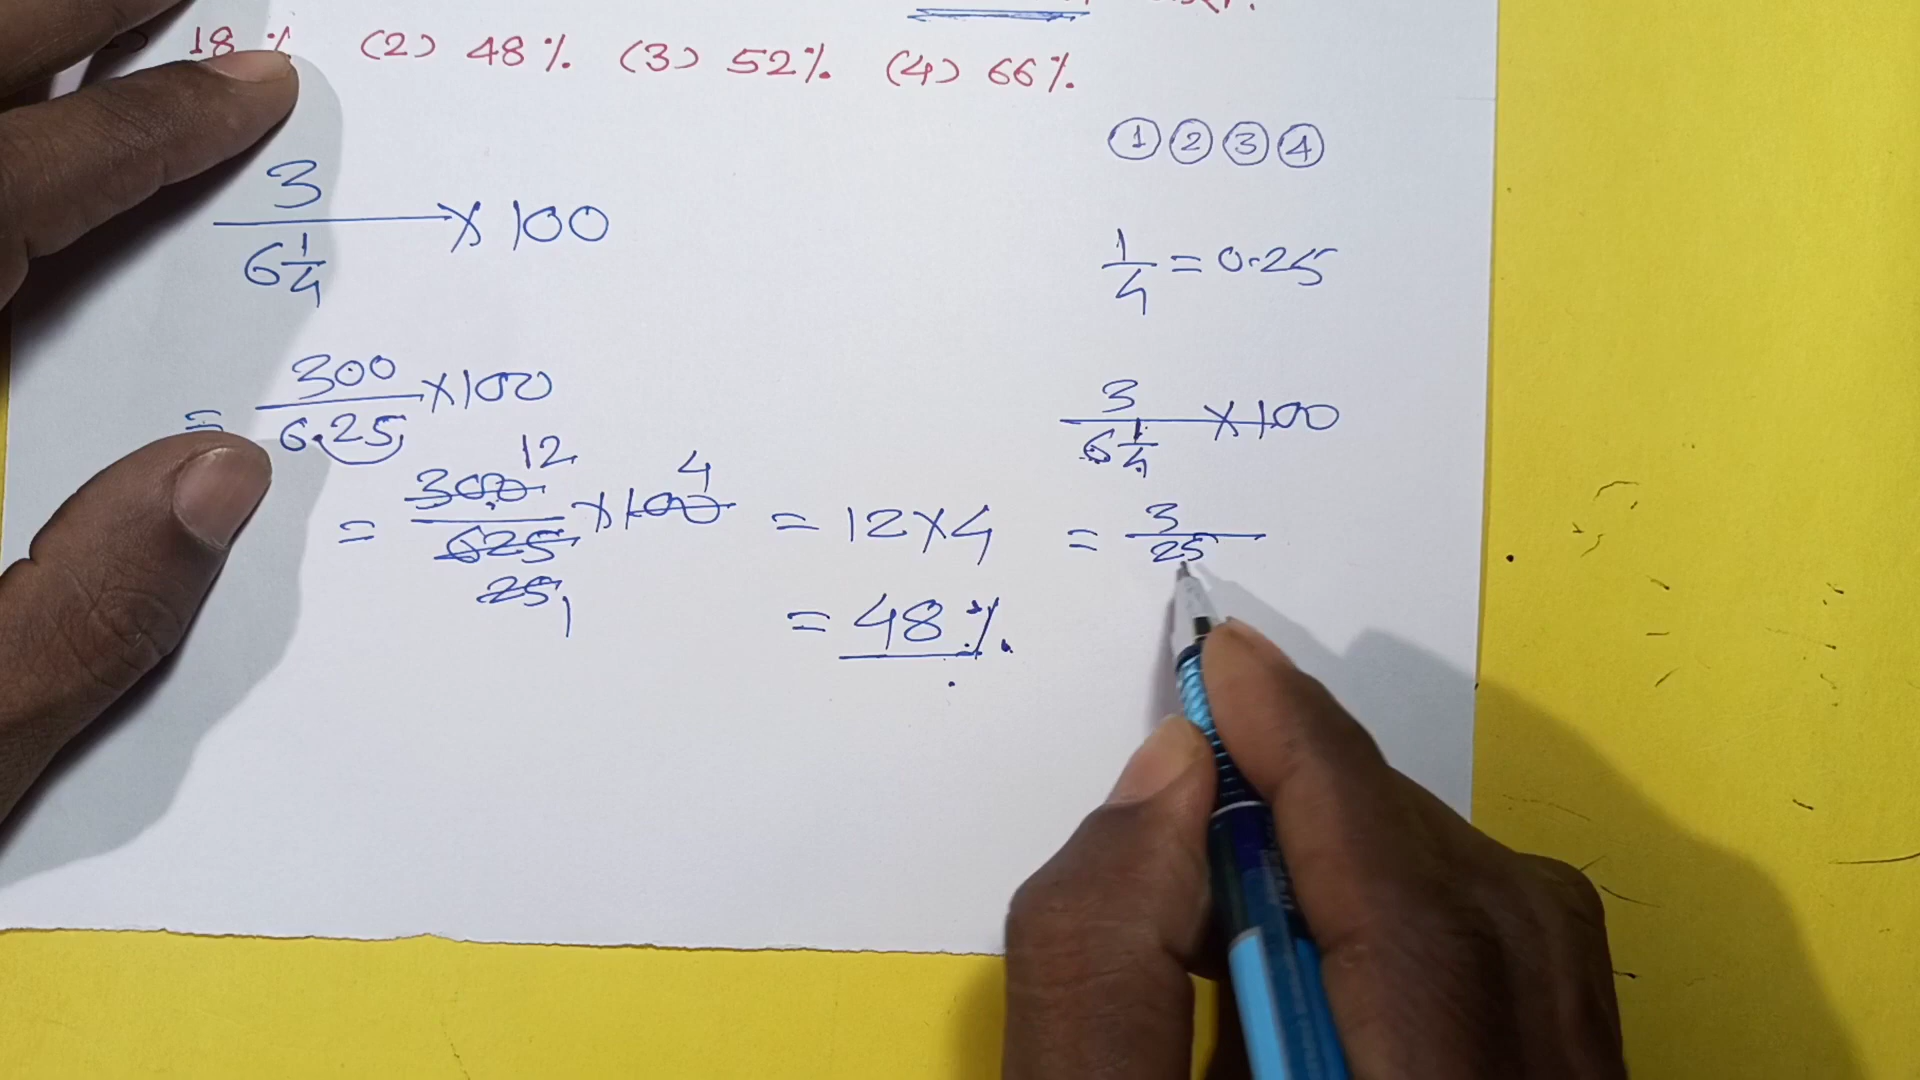 18 % (2) 48%. (3) 52%. (4) 66%.
① ② ③ ④
3 / 6 1/4 × 100
1/4 = 0.25
= 300 / 6.25 × 100
3 / 6 1/4 × 100
12 4
= 300 / 625 × 100 = 12 × 4
25 1
= 3 / 25
= 48 %.